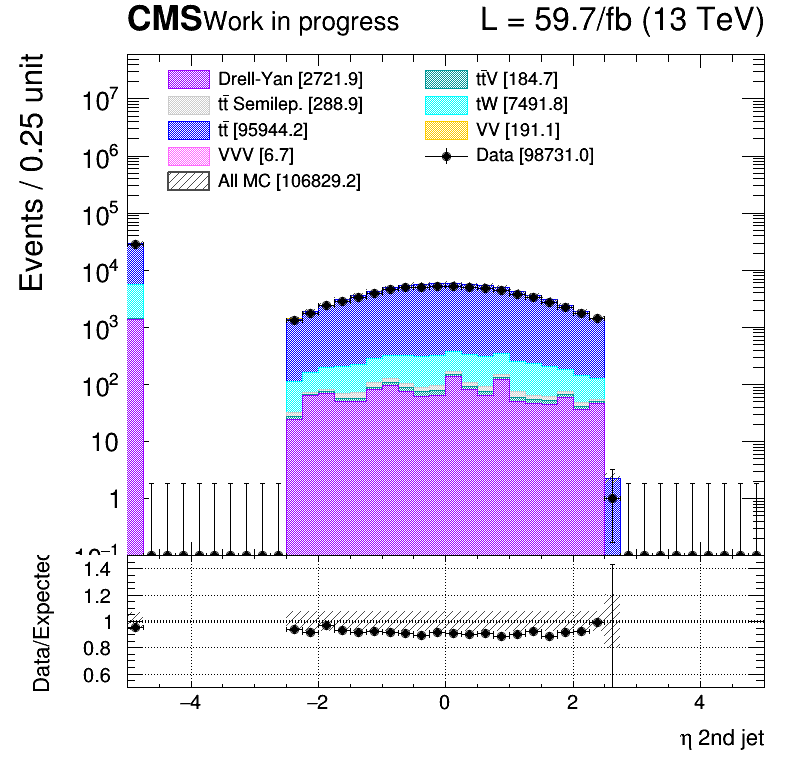 CMS Work in progress L = 59.7/fb (13 TeV)
Events / 0.25 unit
Drell-Yan [2721.9]
tt̄ Semilep. [288.9]
tt̄ [95944.2]
VVV [6.7]
All MC [106829.2]
tt̄V [184.7]
tW [7491.8]
VV [191.1]
Data [98731.0]
10⁷
10⁶
10⁵
10⁴
10³
10²
10
1
10⁻¹
Data/Expected
1.4
1.2
1
0.8
0.6
−4 −2 0 2 4
η 2nd jet